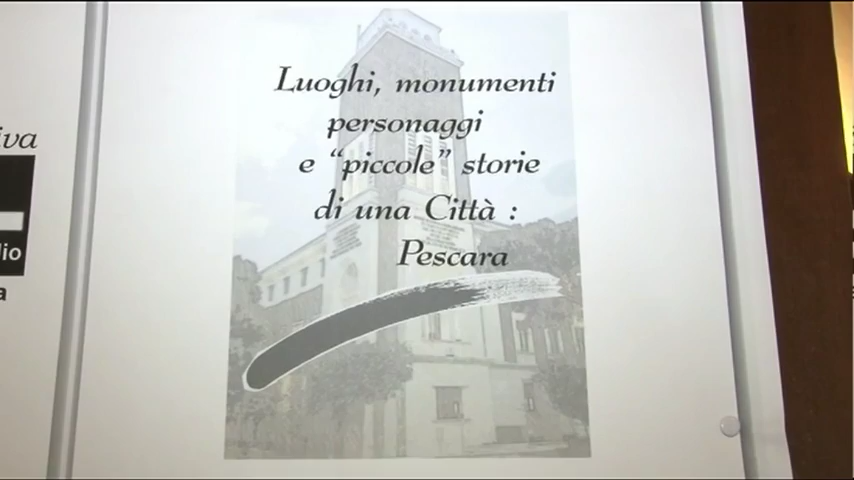 Luoghi, monumenti
personaggi
e “piccole” storie
di una Città :
Pescara